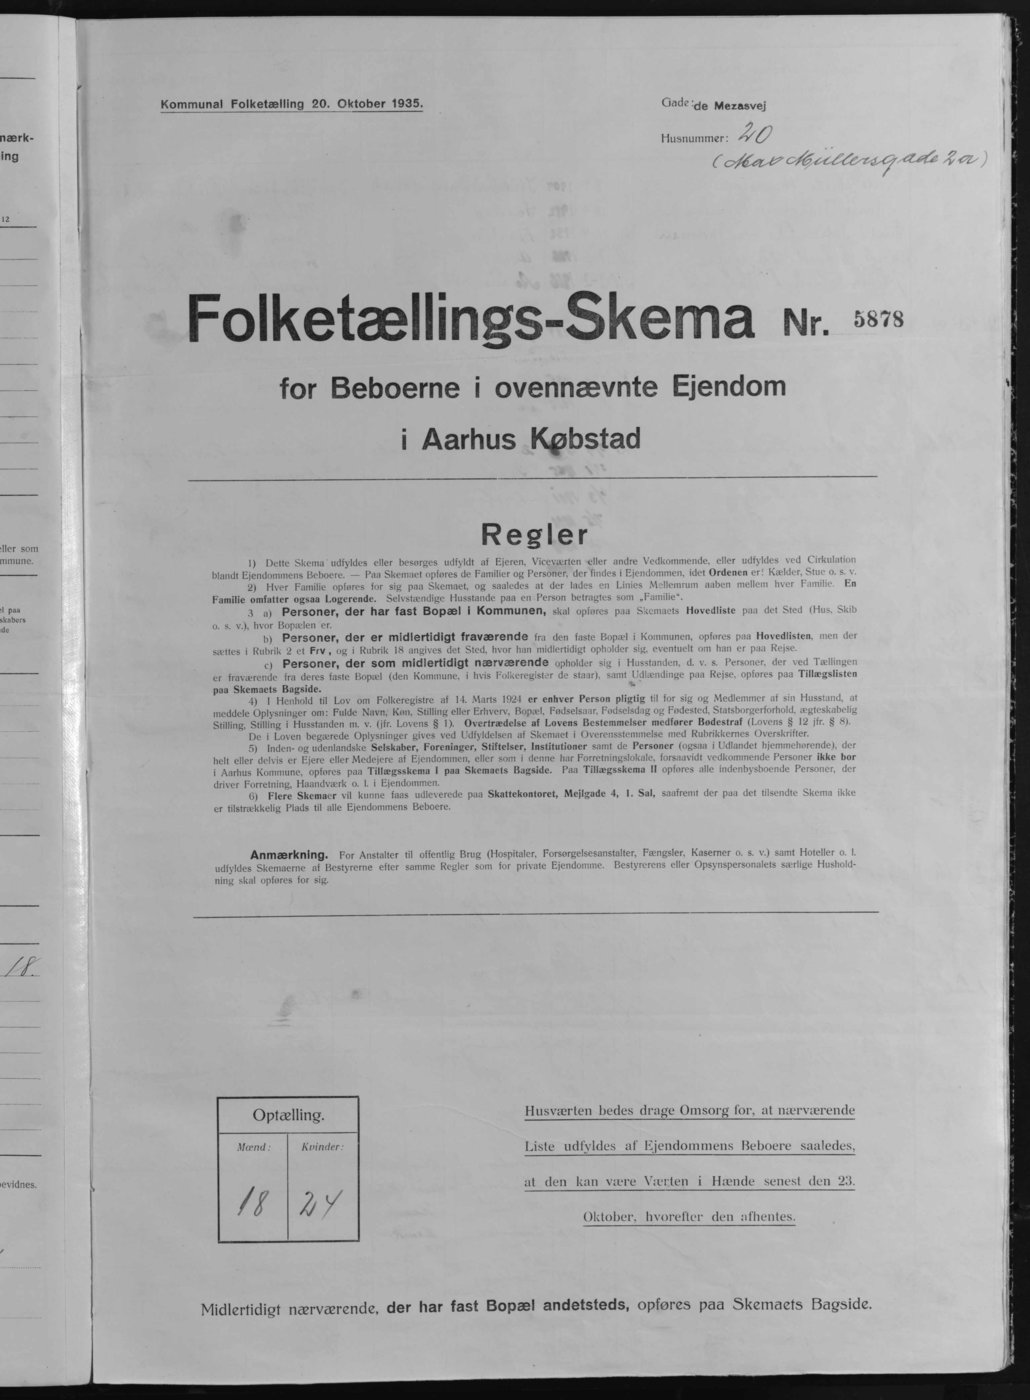 Kommunal Folketælling 20. Oktober 1935.
Gade: de Mezasvej
Husnummer: 20
(Max Müllersgade 2a)
Folketællings-Skema Nr. 5878
for Beboerne i ovennævnte Ejendom
i Aarhus Købstad
Regler
1) Dette Skema udfyldes eller besørges udfyldt af Ejeren, Viceværten eller andre Vedkommende, eller udfyldes ved Cirkulation
blandt Ejendommens Beboere. — Paa Skemaet opføres de Familier og Personer, der findes i Ejendommen, idet Ordenen er: Kælder, Stue o. s. v.
2) Hver Familie opføres for sig paa Skemaet, og saaledes at der lades en Linies Mellemrum aaben mellem hver Familie. En
Familie omfatter ogsaa Logerende. Selvstændige Husstande paa en Person betragtes som „Familie“.
3 a) Personer, der har fast Bopæl i Kommunen, skal opføres paa Skemaets Hovedliste paa det Sted (Hus, Skib
o. s. v.), hvor Bopælen er.
b) Personer, der er midlertidigt fraværende fra den faste Bopæl i Kommunen, opføres paa Hovedlisten, men der
sættes i Rubrik 2 et Frv, og i Rubrik 18 angives det Sted, hvor han midlertidigt opholder sig, eventuelt om han er paa Rejse.
c) Personer, der som midlertidigt nærværende opholder sig i Husstanden, d. v. s. Personer, der ved Tællingen
er fraværende fra deres faste Bopæl (den Kommune, i hvis Folkeregister de staar), samt Udlændinge paa Rejse, opføres paa Tillægslisten
paa Skemaets Bagside.
4) I Henhold til Lov om Folkeregistre af 14. Marts 1924 er enhver Person pligtig til for sig og Medlemmer af sin Husstand, at
meddele Oplysninger om: Fulde Navn, Køn, Stilling eller Erhverv, Bopæl, Fødselsaar, Fødselsdag og Fødested, Statsborgerforhold, ægteskabelig
Stilling, Stilling i Husstanden m. v. (jfr. Lovens § 1). Overtrædelse af Lovens Bestemmelser medfører Bødestraf (Lovens § 12 jfr. § 8).
De i Loven begærede Oplysninger gives ved Udfyldelsen af Skemaet i Overensstemmelse med Rubrikkernes Overskrifter.
5) Inden- og udenlandske Selskaber, Foreninger, Stiftelser, Institutioner samt de Personer (ogsaa i Udlandet hjemmehørende), der
helt eller delvis er Ejere eller Medejere af Ejendommen, eller som i denne har Forretningslokale, forsaavidt vedkommende Personer ikke bor
i Aarhus Kommune, opføres paa Tillægsskema I paa Skemaets Bagside. Paa Tillægsskema II opføres alle indenbysboende Personer, der
driver Forretning, Haandværk o. l. i Ejendommen.
6) Flere Skemaer vil kunne faas udleverede paa Skattekontoret, Mejlgade 4, 1. Sal, saafremt der paa det tilsendte Skema ikke
er tilstrækkelig Plads til alle Ejendommens Beboere.
Anmærkning. For Anstalter til offentlig Brug (Hospitaler, Forsørgelsesanstalter, Fængsler, Kaserner o. s. v.) samt Hoteller o. l.
udfyldes Skemaerne af Bestyrerne efter samme Regler som for private Ejendomme. Bestyrerens eller Opsynspersonalets særlige Hushold-
ning skal opføres for sig.
Optælling.
Mænd: Kvinder:
18 24
Husværten bedes drage Omsorg for, at nærværende
Liste udfyldes af Ejendommens Beboere saaledes,
at den kan være Værten i Hænde senest den 23.
Oktober, hvorefter den afhentes.
Midlertidigt nærværende, der har fast Bopæl andetsteds, opføres paa Skemaets Bagside.
nærk-
ing
12
eller som
mmune.
el paa
skabers
de
18.
bevidnes.